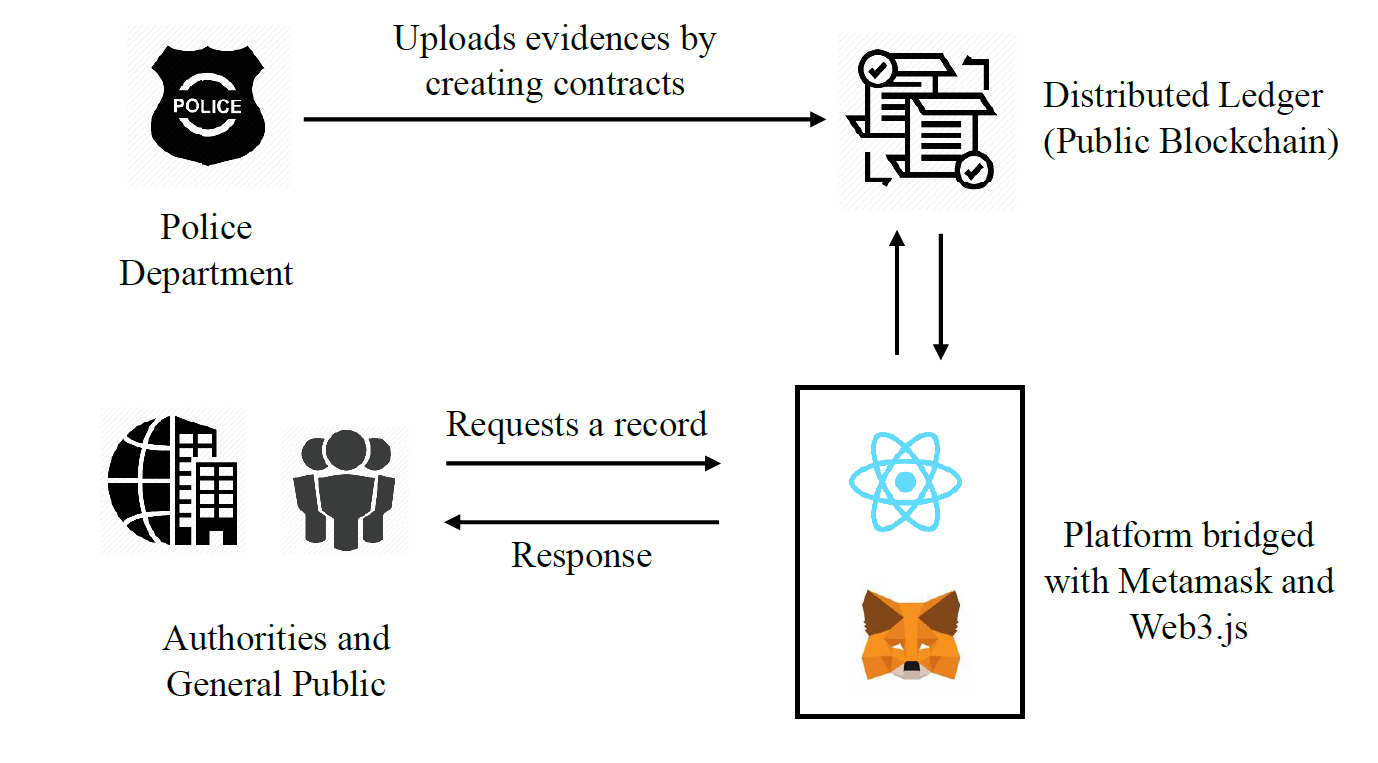 Uploads evidences by
creating contracts
POLICE
Distributed Ledger
(Public Blockchain)
Police
Department
Requests a record
Response
Platform bridged
with Metamask and
Web3.js
Authorities and
General Public